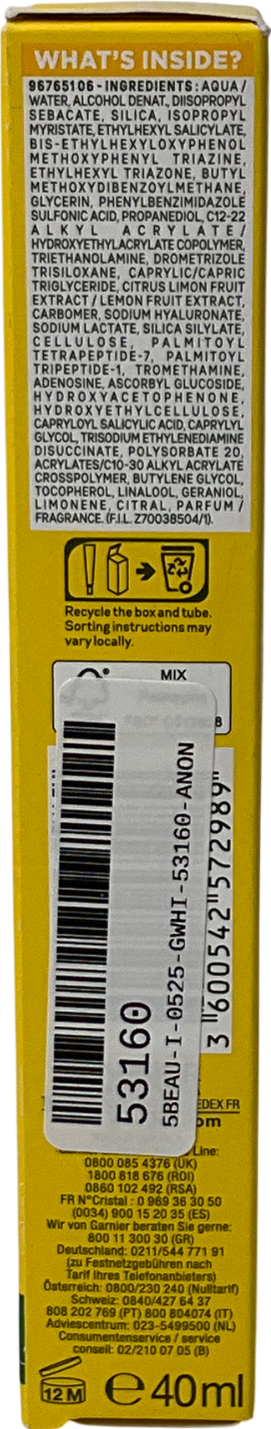 WHAT'S INSIDE?
96765106 - INGREDIENTS : AQUA /
WATER, ALCOHOL DENAT., DIISOPROPYL
SEBACATE, SILICA, ISOPROPYL
MYRISTATE, ETHYLHEXYL SALICYLATE,
BIS-ETHYLHEXYLOXYPHENOL
METHOXYPHENYL TRIAZINE,
ETHYLHEXYL TRIAZONE, BUTYL
METHOXYDIBENZOYLMETHANE,
GLYCERIN, PHENYLBENZIMIDAZOLE
SULFONIC ACID, PROPANEDIOL, C12-22
ALKYL ACRYLATE/
HYDROXYETHYLACRYLATE COPOLYMER,
TRIETHANOLAMINE, DROMETRIZOLE
TRISILOXANE, CAPRYLIC/CAPRIC
TRIGLYCERIDE, CITRUS LIMON FRUIT
EXTRACT / LEMON FRUIT EXTRACT,
CARBOMER, SODIUM HYALURONATE,
SODIUM LACTATE, SILICA SILYLATE,
CELLULOSE, PALMITOYL
TETRAPEPTIDE-7, PALMITOYL
TRIPEPTIDE-1, TROMETHAMINE,
ADENOSINE, ASCORBYL GLUCOSIDE,
HYDROXYACETOPHENONE,
HYDROXYETHYLCELLULOSE,
CAPRYLOYL SALICYLIC ACID, CAPRYLYL
GLYCOL, TRISODIUM ETHYLENEDIAMINE
DISUCCINATE, POLYSORBATE 20,
ACRYLATES/C10-30 ALKYL ACRYLATE
CROSSPOLYMER, BUTYLENE GLYCOL,
TOCOPHEROL, LINALOOL, GERANIOL,
LIMONENE, CITRAL, PARFUM /
FRAGRANCE. (F.I.L. Z70038504/1).
Recycle the box and tube.
Sorting instructions may
vary locally.
MIX
8
53160
5BEAU-I-0525-GWHI-53160-ANON
3 600542 572989
EDEX FR
om
Line:
0800 085 4376 (UK)
1800 818 676 (ROI)
0860 102 492 (RSA)
FR N°Cristal : 0 969 36 30 50
(0034) 900 15 20 35 (ES)
Wir von Garnier beraten Sie gerne:
800 11 300 30 (GR)
Deutschland: 0211/544 771 91
(zu Festnetzgebühren nach
Tarif Ihres Telefonanbieters)
Österreich: 0800/230 240 (Nulltarif)
Schweiz: 0840/427 64 37
808 202 769 (PT) 800 804074 (IT)
Adviescentrum: 023-5499500 (NL)
Consumentenservice / service
conseil: 02/210 07 05 (B)
12 M
℮ 40 ml